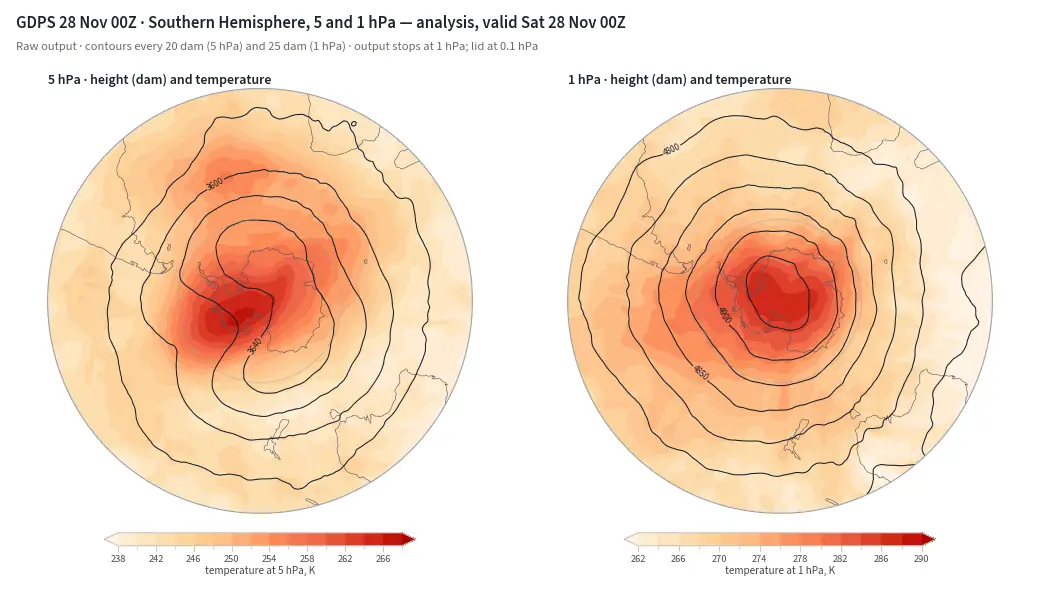 GDPS 28 Nov 00Z · Southern Hemisphere, 5 and 1 hPa — analysis, valid Sat 28 Nov 00Z
Raw output · contours every 20 dam (5 hPa) and 25 dam (1 hPa) · output stops at 1 hPa; lid at 0.1 hPa
5 hPa · height (dam) and temperature
1 hPa · height (dam) and temperature
3600
3640
4800
4850
238 242 246 250 254 258 262 266
temperature at 5 hPa, K
262 266 270 274 278 282 286 290
temperature at 1 hPa, K